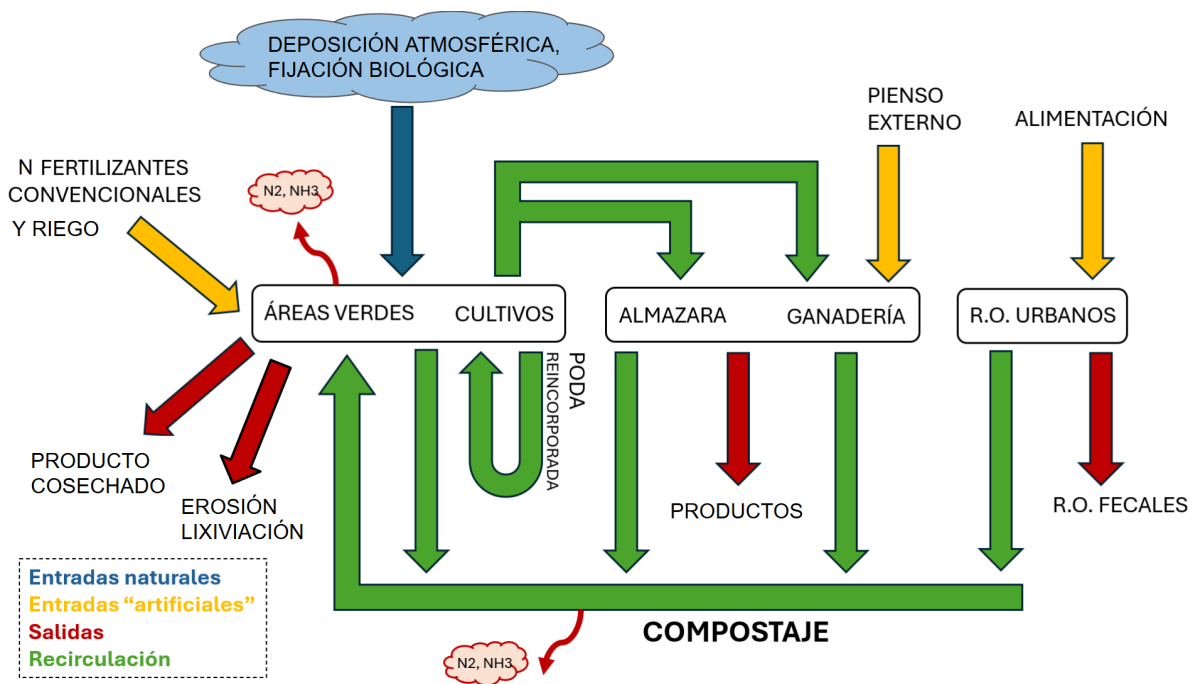 DEPOSICIÓN ATMOSFÉRICA,
FIJACIÓN BIOLÓGICA
PIENSO
EXTERNO
ALIMENTACIÓN
N FERTILIZANTES
CONVENCIONALES
Y RIEGO
N2, NH3
ÁREAS VERDES
CULTIVOS
ALMAZARA
GANADERÍA
R.O. URBANOS
PODA
REINCORPORADA
PRODUCTO
COSECHADO
EROSIÓN
LIXIVIACIÓN
PRODUCTOS
R.O. FECALES
Entradas naturales
Entradas “artificiales”
Salidas
Recirculación
COMPOSTAJE
N2, NH3